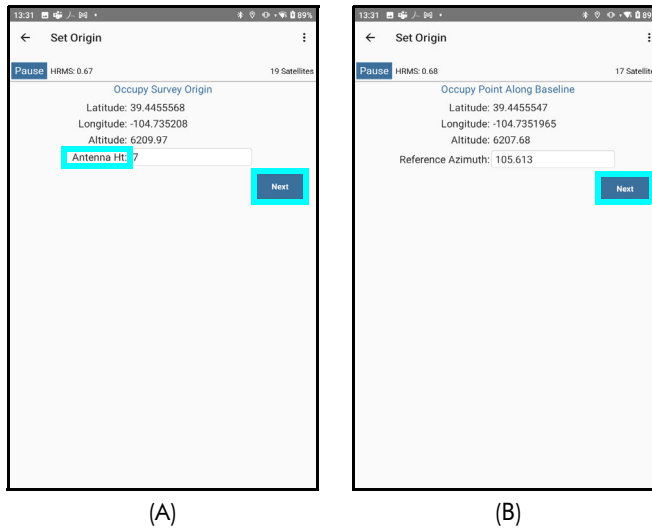 13:31 89%
Set Origin
Pause HRMS: 0.67 19 Satellites
Occupy Survey Origin
Latitude: 39.4455568
Longitude: -104.735208
Altitude: 6209.97
Antenna Ht: 7
Next
(A)
13:31 89
Set Origin
Pause HRMS: 0.68 17 Satellite
Occupy Point Along Baseline
Latitude: 39.4455547
Longitude: -104.7351965
Altitude: 6207.68
Reference Azimuth: 105.613
Next
(B)